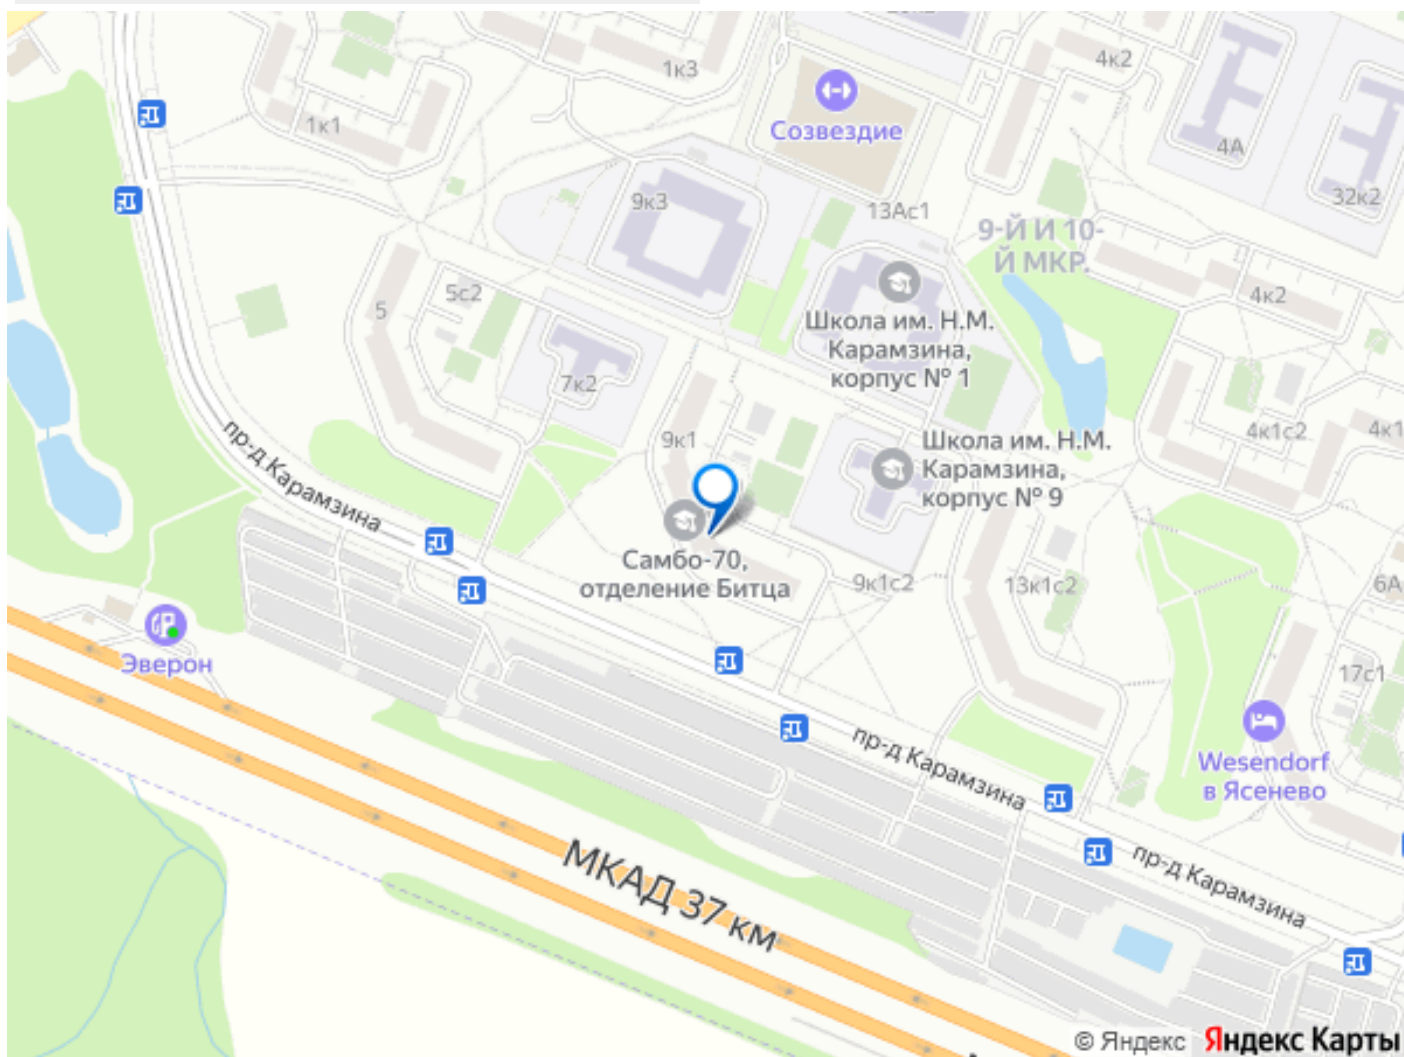 1к3
4к2
Созвездие
1к1
4А
9к3
13Ас1
32к2
9-Й И 10-
Й МКР.
5
5с2
4к2
Школа им. Н.М.
Карамзина,
корпус № 1
7к2
пр-д Карамзина
9к1
4к1с2
4к1
Школа им. Н.М.
Карамзина,
корпус № 9
Самбо-70,
отделение Битца
9к1с2
13к1с2
6А
Эверон
17с1
Wesendorf
в Ясенево
пр-д Карамзина
МКАД 37 км
пр-д Карамзина
© Яндекс Яндекс Карты